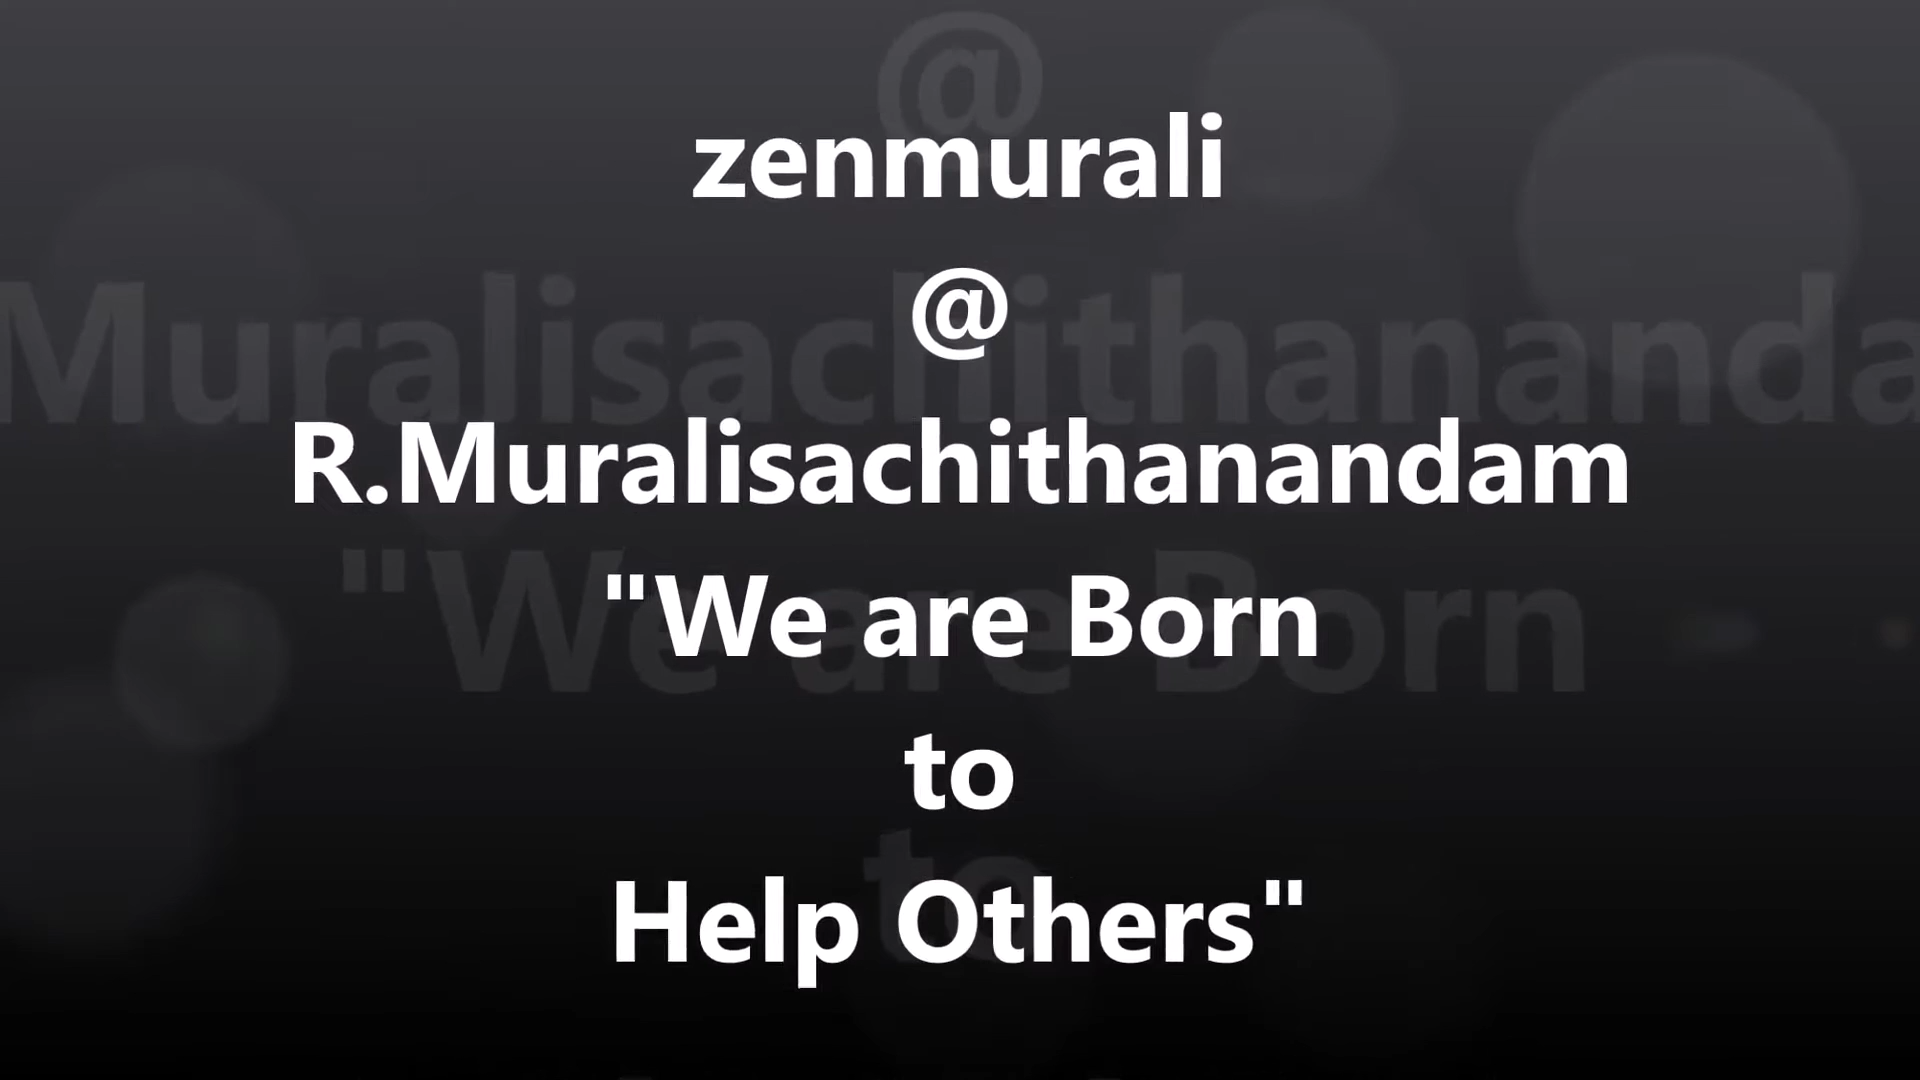 zenmurali
@
R.Muralisachithanandam
"We are Born
to
Help Others"